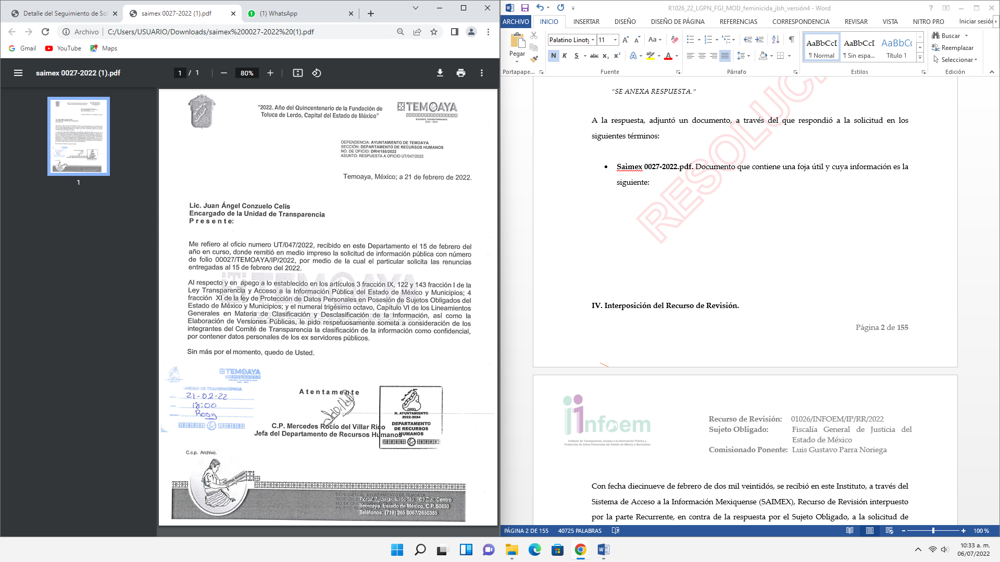 Detalle del Seguimiento de Sol
saimex 0027-2022 (1).pdf
(1) WhatsApp
Archivo
C:/Users/USUARIO/Downloads/saimex%200027-2022%20(1).pdf
Gmail
YouTube
Maps
saimex 0027-2022 (1).pdf
1 / 1
80%
1
"2022. Año del Quincentenario de la Fundación de
Toluca de Lerdo, Capital del Estado de México"
TEMOAYA
SIGAMOS TRANSFORMANDO
2022 - 2024
DEPENDENCIA: AYUNTAMIENTO DE TEMOAYA
SECCIÓN: DEPARTAMENTO DE RECURSOS HUMANOS
NO. DE OFICIO: DRH/155/2022
ASUNTO: RESPUESTA A OFICIO UT/047/2022
Temoaya, México; a 21 de febrero de 2022.
Lic. Juan Ángel Conzuelo Celis
Encargado de la Unidad de Transparencia
P r e s e n t e:
Me refiero al oficio numero UT/047/2022, recibido en este Departamento el 15 de febrero del
año en curso, donde remitió en medio impreso la solicitud de información pública con número
de folio 00027/TEMOAYA/IP/2022, por medio de la cual el particular solicita las renuncias
entregadas al 15 de febrero del 2022.
Al respecto y en apego a lo establecido en los artículos 3 fracción IX, 122 y 143 fracción I de la
Ley Transparencia y Acceso a la Información Pública del Estado de México y Municipios; 4
fracción XI de la ley de Protección de Datos Personales en Posesión de Sujetos Obligados del
Estado de México y Municipios; y el numeral trigésimo octavo, Capítulo VI de los Lineamientos
Generales en Materia de Clasificación y Desclasificación de la Información, así como la
Elaboración de Versiones Públicas, le pido respetuosamente someta a consideración de los
integrantes del Comité de Transparencia la clasificación de la información como confidencial,
por contener datos personales de los ex servidores públicos.
Sin más por el momento, quedo de Usted.
TEMOAYA
UNIDAD DE TRANSPARENCIA
21-02-22
18:00
Rosy
A t e n t a m e n t e
C.P. Mercedes Rocío del Villar Rico
Jefa del Departamento de Recursos Humanos
H. AYUNTAMIENTO
2022-2024
DEPARTAMENTO
DE RECURSOS
HUMANOS
C.c.p. Archivo.
Temoaya, Estado de México, C.P. 50850
Teléfonos: (719) 265 0067/2650385
R1026_22_LGPN_FGJ_MOD_feminicida_jlsh_versión4 - Word
ARCHIVO INICIO INSERTAR DISEÑO DISEÑO DE PÁGINA REFERENCIAS CORRESPONDENCIA REVISAR VISTA NITRO PRO Iniciar sesión
Pegar
Portapape...
Palatino Linoty
11
Fuente
Párrafo
AaBbCcI
¶ Normal
AaBbCcI
¶ Sin espa...
AaBbCc
Título 1
Estilos
Buscar
Reemplazar
Seleccionar
Edición
"SE ANEXA RESPUESTA."
A la respuesta, adjuntó un documento, a través del que respondió a la solicitud en los
siguientes términos:
• Saimex 0027-2022.pdf. Documento que contiene una foja útil y cuya información es la
siguiente:
RESOLUC
IV. Interposición del Recurso de Revisión.
Página 2 de 155
infoem
Instituto de Transparencia, Acceso a la Información Pública y
Protección de Datos Personales del Estado de México y Municipios
Recurso de Revisión: 01026/INFOEM/IP/RR/2022
Sujeto Obligado: Fiscalía General de Justicia del
Estado de México
Comisionado Ponente: Luis Gustavo Parra Noriega
Con fecha diecinueve de febrero de dos mil veintidós, se recibió en este Instituto, a través del
Sistema de Acceso a la Información Mexiquense (SAIMEX), Recurso de Revisión interpuesto
por la parte Recurrente, en contra de la respuesta por el Sujeto Obligado, a la solicitud de
PÁGINA 2 DE 155
40725 PALABRAS
100 %
10:33 a. m.
06/07/2022